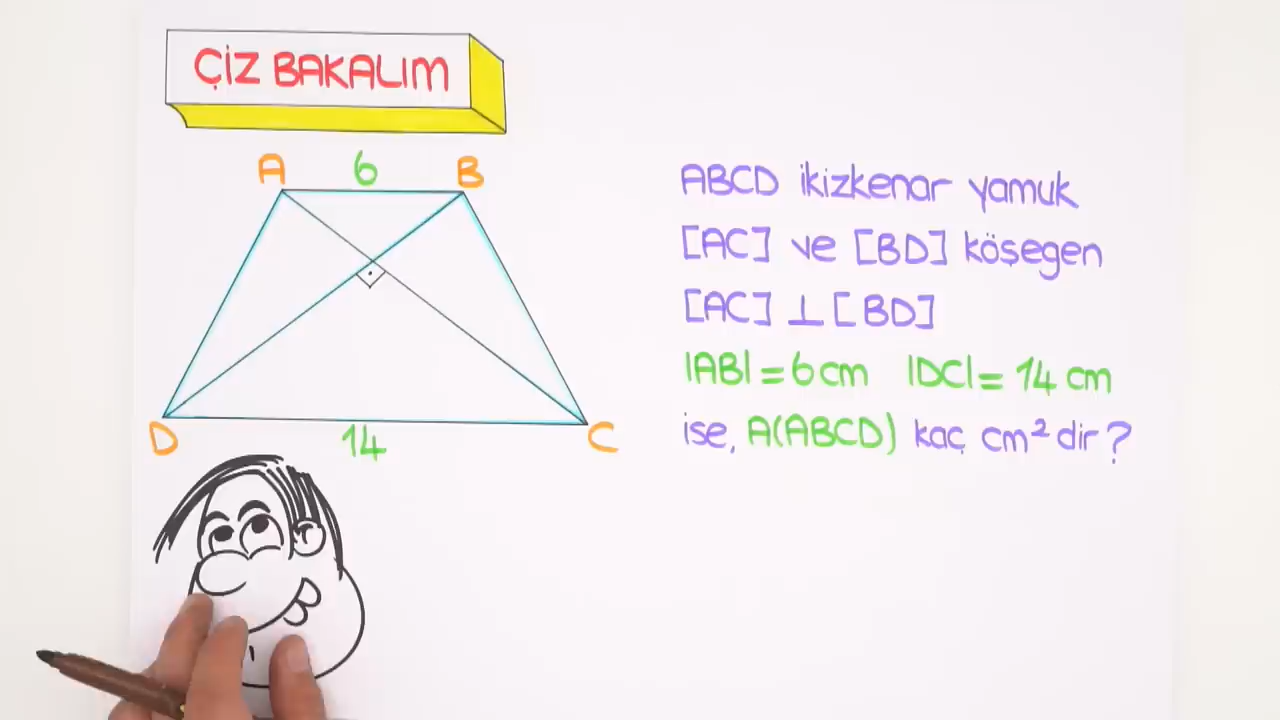 ÇİZ BAKALIM
A 6 B
D 14 C
ABCD ikizkenar yamuk
[AC] ve [BD] köşegen
[AC] ⊥ [BD]
|AB| = 6 cm |DC| = 14 cm
ise, A(ABCD) kaç cm² dir?